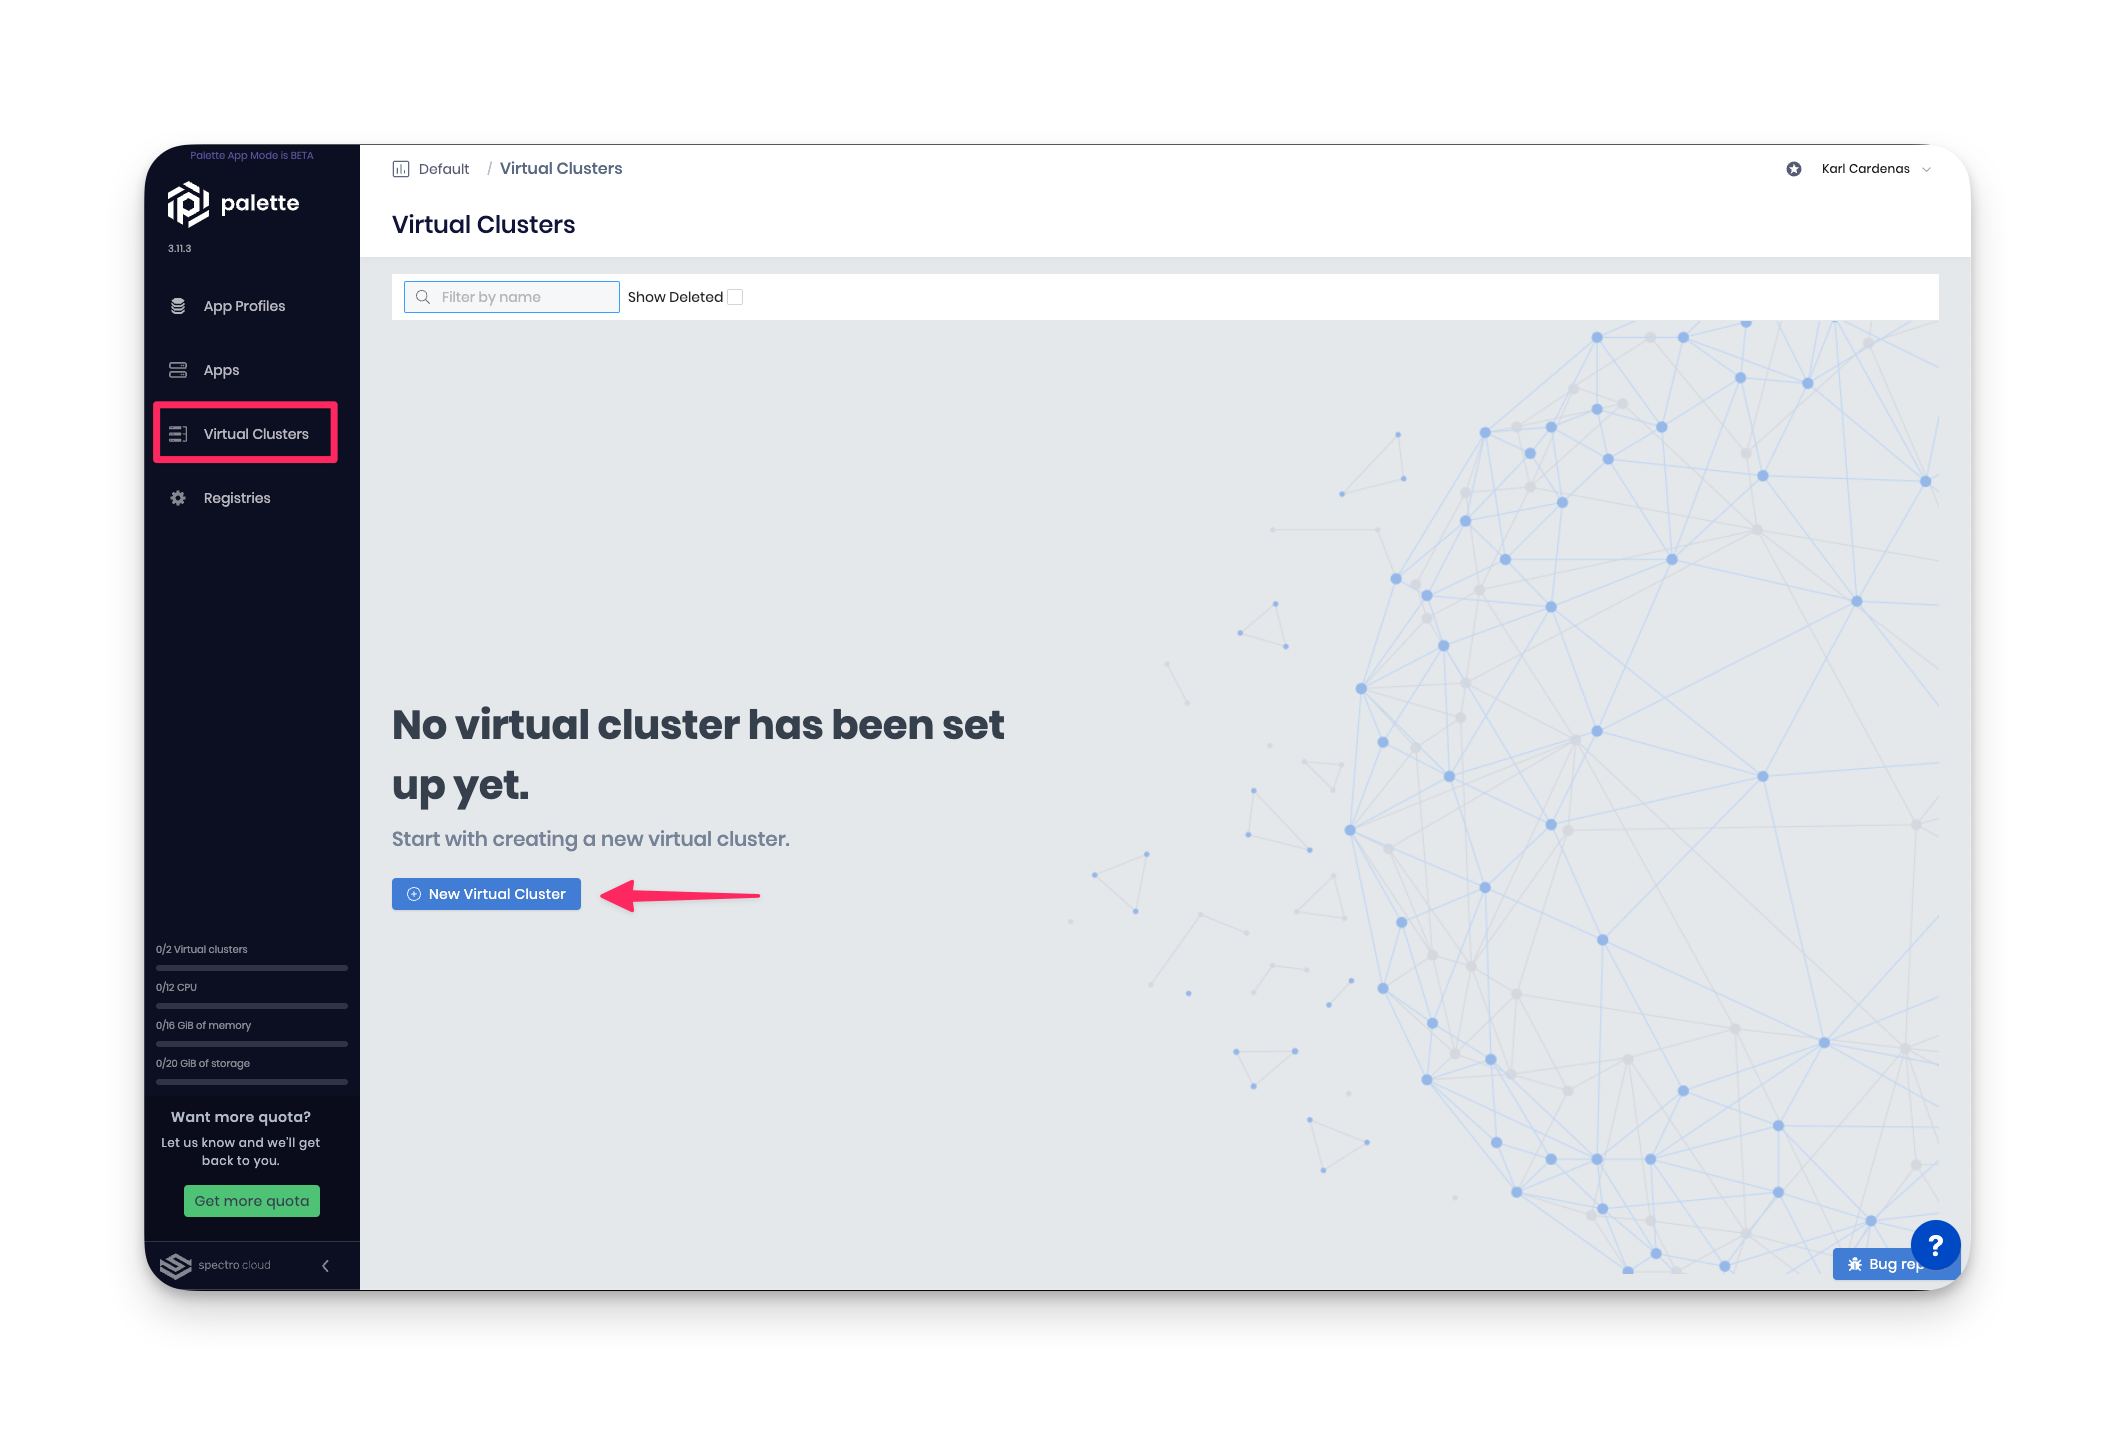 Palette App Mode is BETA
palette
3.11.3
App Profiles
Apps
Virtual Clusters
Registries
0/2 Virtual clusters
0/12 CPU
0/16 GiB of memory
0/20 GiB of storage
Want more quota?
Let us know and we'll get
back to you.
Get more quota
spectro cloud
Default / Virtual Clusters
Karl Cardenas
Virtual Clusters
Filter by name
Show Deleted
No virtual cluster has been set
up yet.
Start with creating a new virtual cluster.
New Virtual Cluster
?
Bug rep